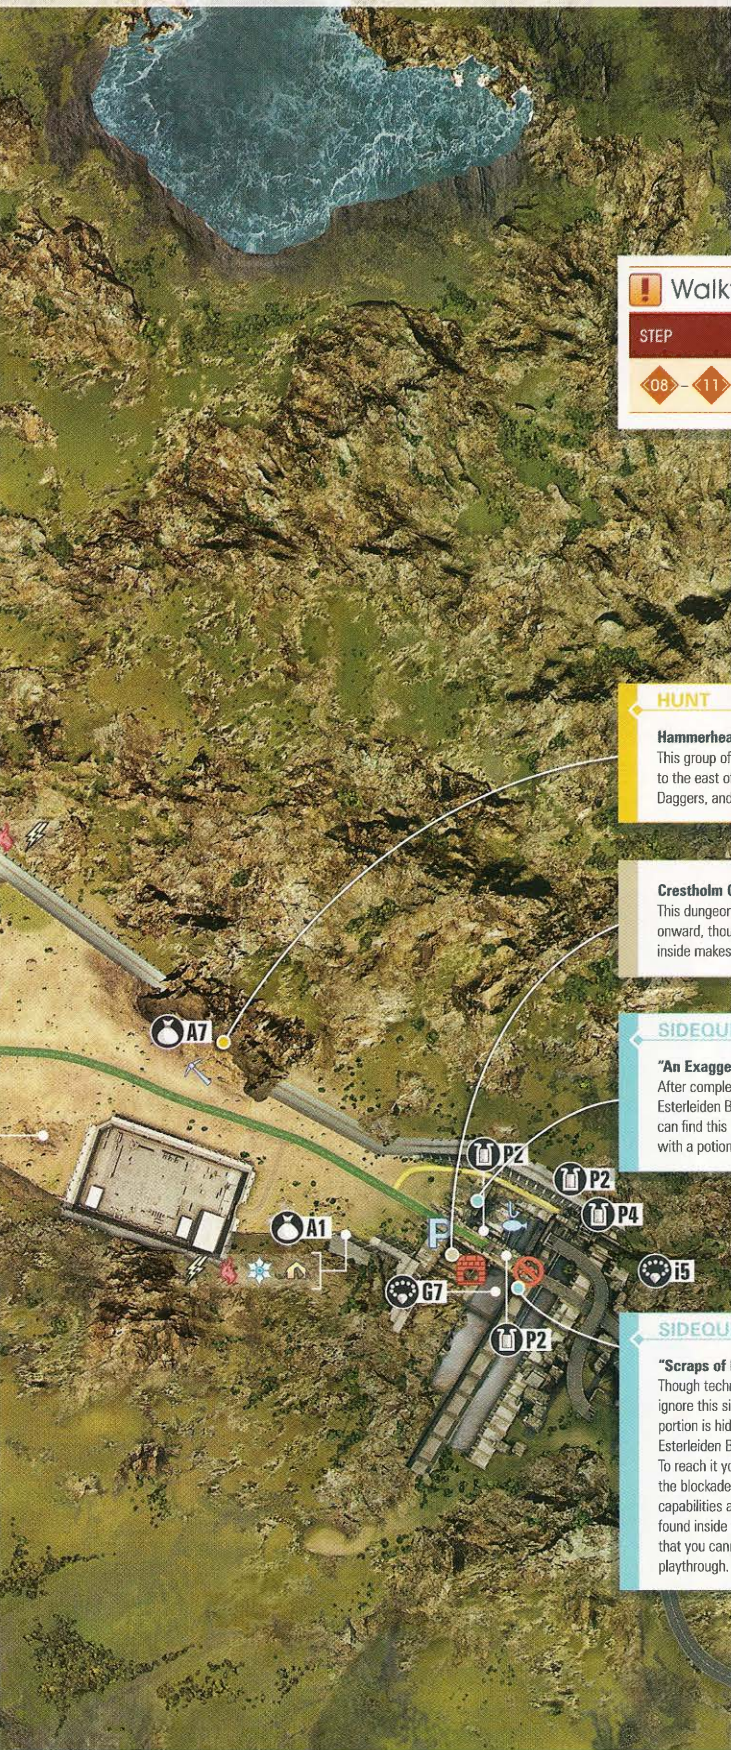 Walk
STEP
08 - 11
HUNT
Hammerhea
This group of
to the east of
Daggers, and
Crestholm C
This dungeon
onward, thou
inside makes
SIDEQU
"An Exagge
After comple
Esterleiden B
can find this
with a potion
A7
P2
P2
P4
P
A1
G7
i5
P2
SIDEQU
"Scraps of
Though techn
ignore this si
portion is hid
Esterleiden B
To reach it yo
the blockade
capabilities a
found inside
that you cann
playthrough.